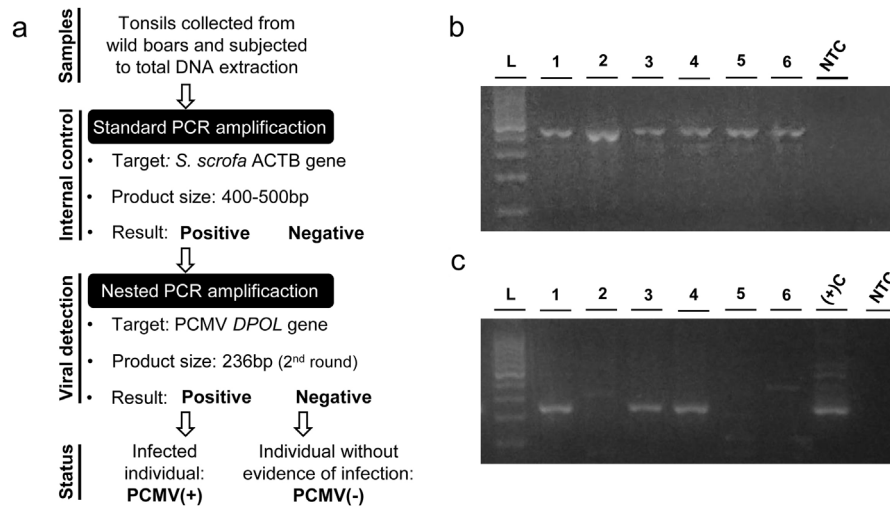 a
Samples
Tonsils collected from
wild boars and subjected
to total DNA extraction
Internal control
Standard PCR amplificaction
• Target: S. scrofa ACTB gene
• Product size: 400-500bp
• Result: Positive Negative
Viral detection
Nested PCR amplificaction
• Target: PCMV DPOL gene
• Product size: 236bp (2nd round)
• Result: Positive Negative
Status
Infected
individual:
PCMV(+)
Individual without
evidence of infection:
PCMV(-)
b
L 1 2 3 4 5 6 NTC
c
L 1 2 3 4 5 6 (+)C NTC